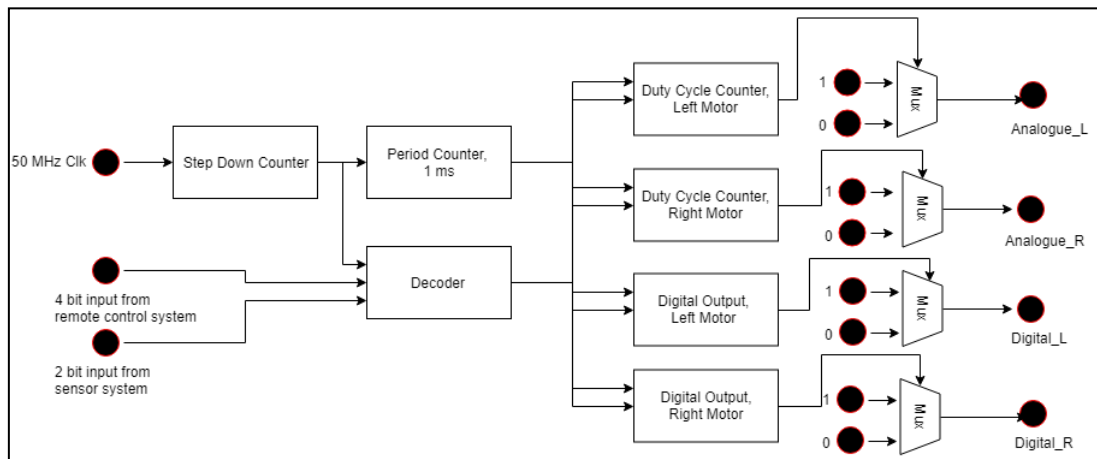 50 MHz Clk
Step Down Counter
Period Counter,
1 ms
Decoder
4 bit input from
remote control system
2 bit input from
sensor system
Duty Cycle Counter,
Left Motor
1
0
Mux
Analogue_L
Duty Cycle Counter,
Right Motor
1
0
Mux
Analogue_R
Digital Output,
Left Motor
1
0
Mux
Digital_L
Digital Output,
Right Motor
1
0
Mux
Digital_R